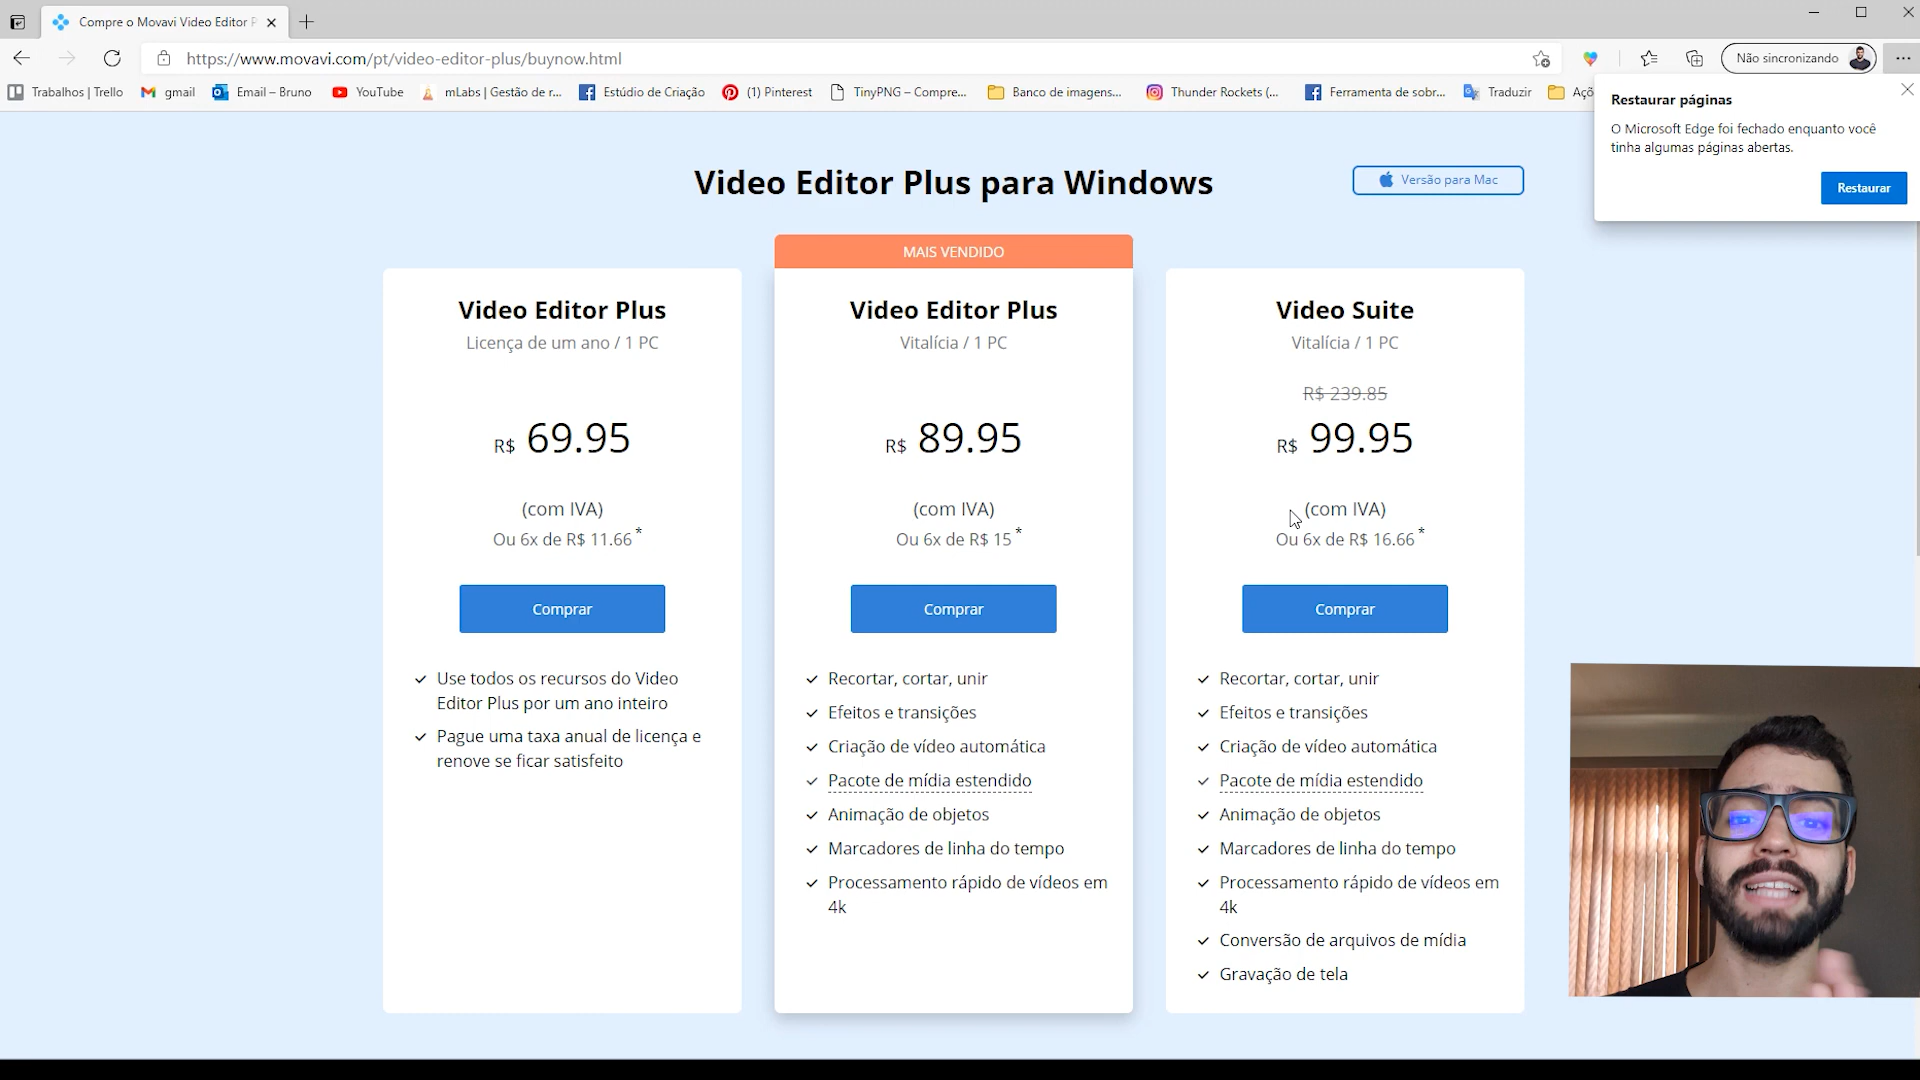 Compre o Movavi Video Editor P
https://www.movavi.com/pt/video-editor-plus/buynow.html
Não sincronizando
Trabalhos | Trello
gmail
Email – Bruno
YouTube
mLabs | Gestão de r...
Estúdio de Criação
(1) Pinterest
TinyPNG – Compre...
Banco de imagens...
Thunder Rockets (...
Ferramenta de sobr...
Traduzir
Açõ
Restaurar páginas
O Microsoft Edge foi fechado enquanto você
tinha algumas páginas abertas.
Restaurar
Video Editor Plus para Windows
Versão para Mac
Video Editor Plus
Licença de um ano / 1 PC
R$ 69.95
(com IVA)
Ou 6x de R$ 11.66 *
Comprar
Use todos os recursos do Video
Editor Plus por um ano inteiro
Pague uma taxa anual de licença e
renove se ficar satisfeito
MAIS VENDIDO
Video Editor Plus
Vitalícia / 1 PC
R$ 89.95
(com IVA)
Ou 6x de R$ 15 *
Comprar
Recortar, cortar, unir
Efeitos e transições
Criação de vídeo automática
Pacote de mídia estendido
Animação de objetos
Marcadores de linha do tempo
Processamento rápido de vídeos em
4k
Video Suite
Vitalícia / 1 PC
R$ 239.85
R$ 99.95
(com IVA)
Ou 6x de R$ 16.66 *
Comprar
Recortar, cortar, unir
Efeitos e transições
Criação de vídeo automática
Pacote de mídia estendido
Animação de objetos
Marcadores de linha do tempo
Processamento rápido de vídeos em
4k
Conversão de arquivos de mídia
Gravação de tela